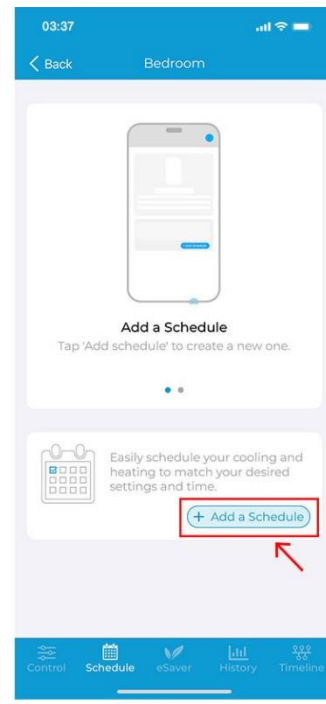 03:37
Back
Bedroom
Add a Schedule
Tap 'Add schedule' to create a new one.
Easily schedule your cooling and
heating to match your desired
settings and time.
+ Add a Schedule
Control Schedule eSaver History Timeline